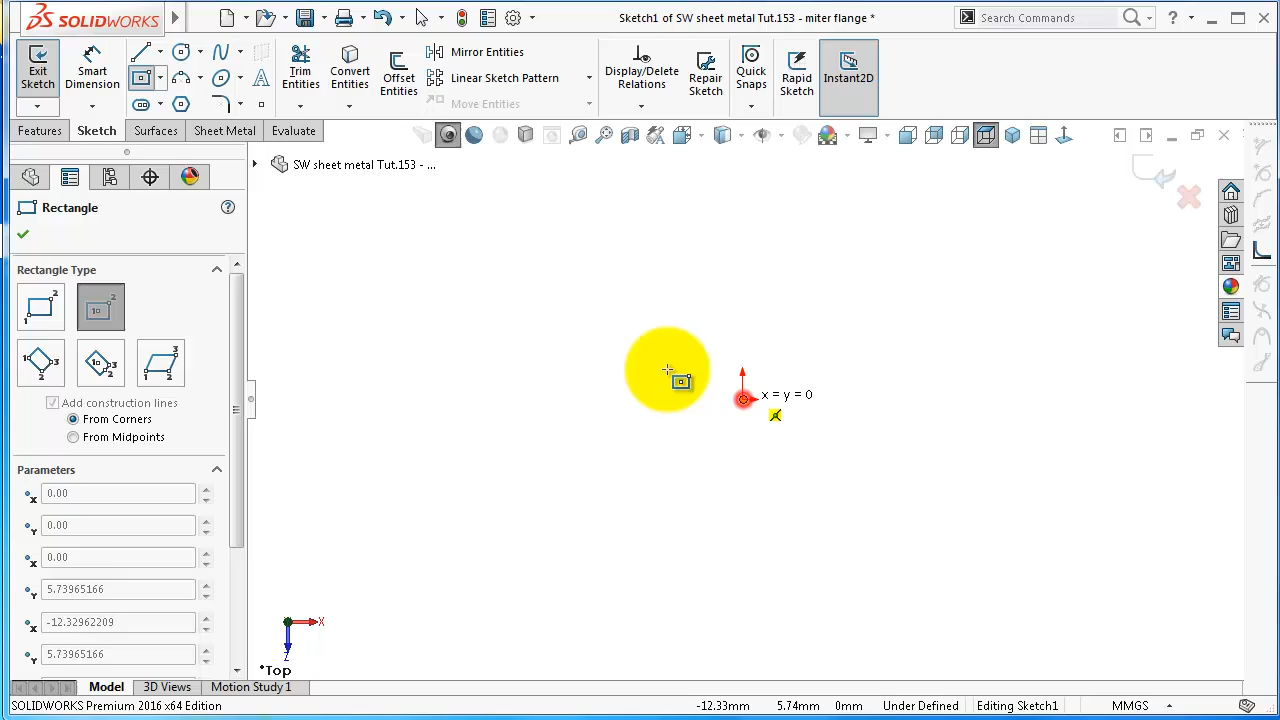 SOLIDWORKS
Sketch1 of SW sheet metal Tut.153 - miter flange *
Search Commands
Exit Sketch
Smart Dimension
Trim Entities
Convert Entities
Offset Entities
Mirror Entities
Linear Sketch Pattern
Move Entities
Display/Delete Relations
Repair Sketch
Quick Snaps
Rapid Sketch
Instant2D
Features
Sketch
Surfaces
Sheet Metal
Evaluate
SW sheet metal Tut.153 - ...
Rectangle
Rectangle Type
Add construction lines
From Corners
From Midpoints
Parameters
X 0.00
Y 0.00
X 0.00
Y 5.73965166
X -12.32962209
Y 5.73965166
x = y = 0
X
Z
*Top
Model
3D Views
Motion Study 1
SOLIDWORKS Premium 2016 x64 Edition
-12.33mm
5.74mm
0mm
Under Defined
Editing Sketch1
MMGS